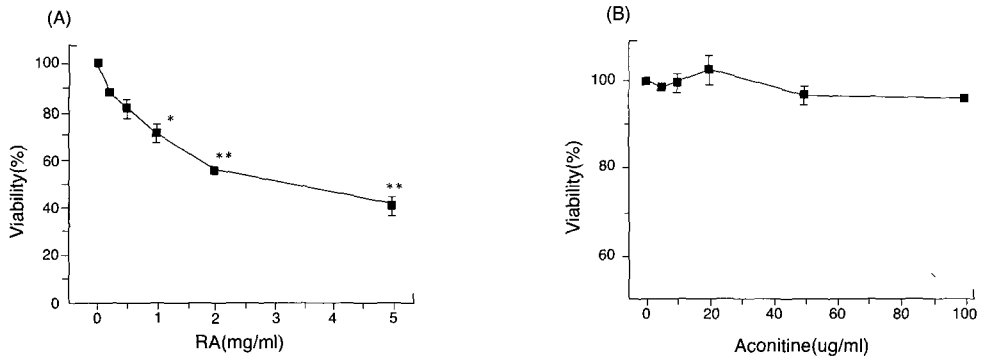 (A)
100
80
60
40
20
0
Viability(%)
*
**
**
0 1 2 3 4 5
RA(mg/ml)
(B)
100
80
60
Viability(%)
0 20 40 60 80 100
Aconitine(ug/ml)